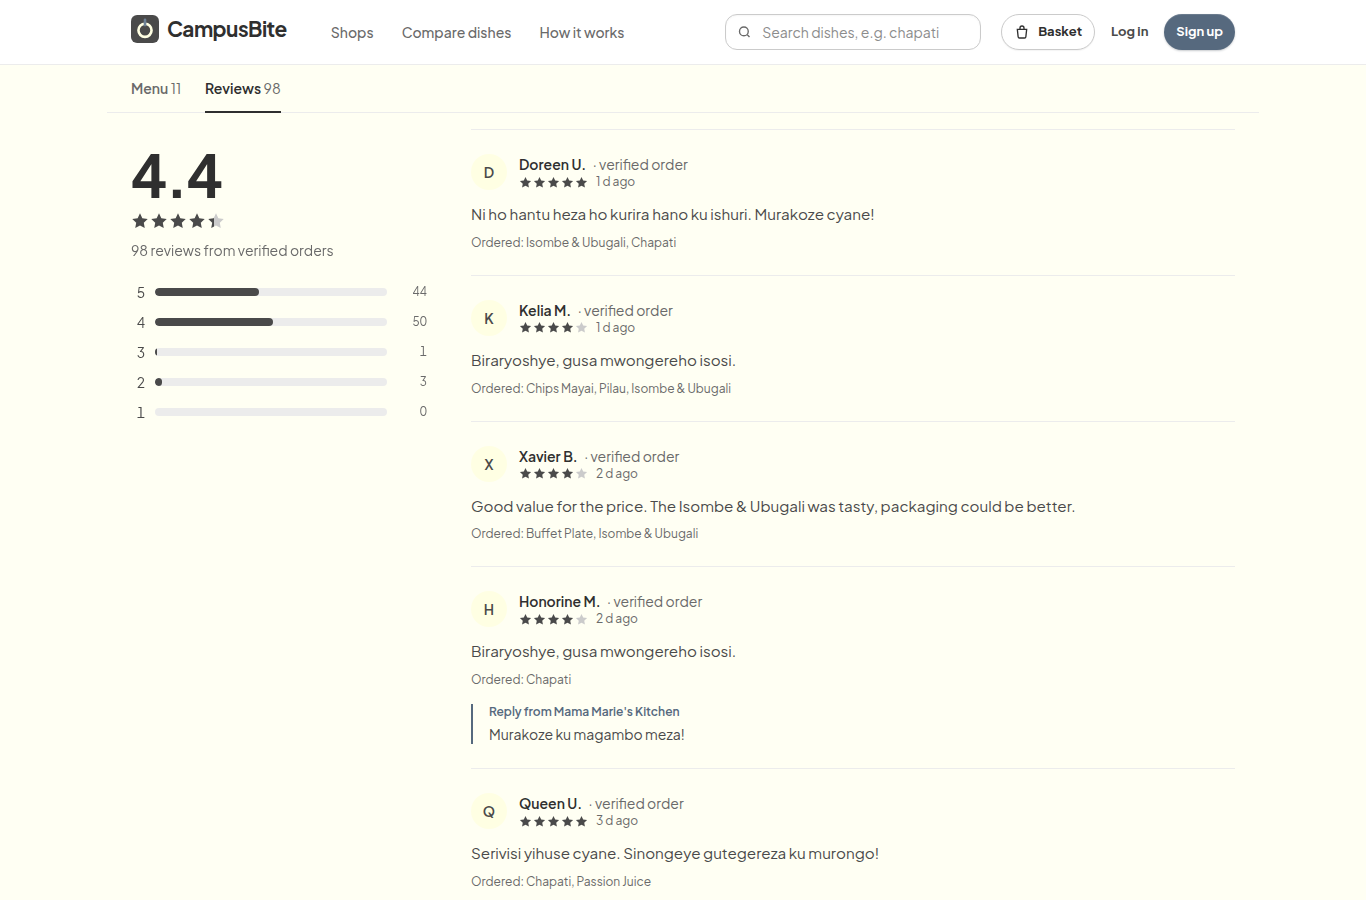 CampusBite
Shops
Compare dishes
How it works
Search dishes, e.g. chapati
Basket
Log in
Sign up
Menu 11
Reviews 98
4.4
98 reviews from verified orders
5 44
4 50
3 1
2 3
1 0
D
Doreen U. · verified order
1 d ago
Ni ho hantu heza ho kurira hano ku ishuri. Murakoze cyane!
Ordered: Isombe & Ubugali, Chapati
K
Kelia M. · verified order
1 d ago
Biraryoshye, gusa mwongereho isosi.
Ordered: Chips Mayai, Pilau, Isombe & Ubugali
X
Xavier B. · verified order
2 d ago
Good value for the price. The Isombe & Ubugali was tasty, packaging could be better.
Ordered: Buffet Plate, Isombe & Ubugali
H
Honorine M. · verified order
2 d ago
Biraryoshye, gusa mwongereho isosi.
Ordered: Chapati
Reply from Mama Marie's Kitchen
Murakoze ku magambo meza!
Q
Queen U. · verified order
3 d ago
Serivisi yihuse cyane. Sinongeye gutegereza ku murongo!
Ordered: Chapati, Passion Juice